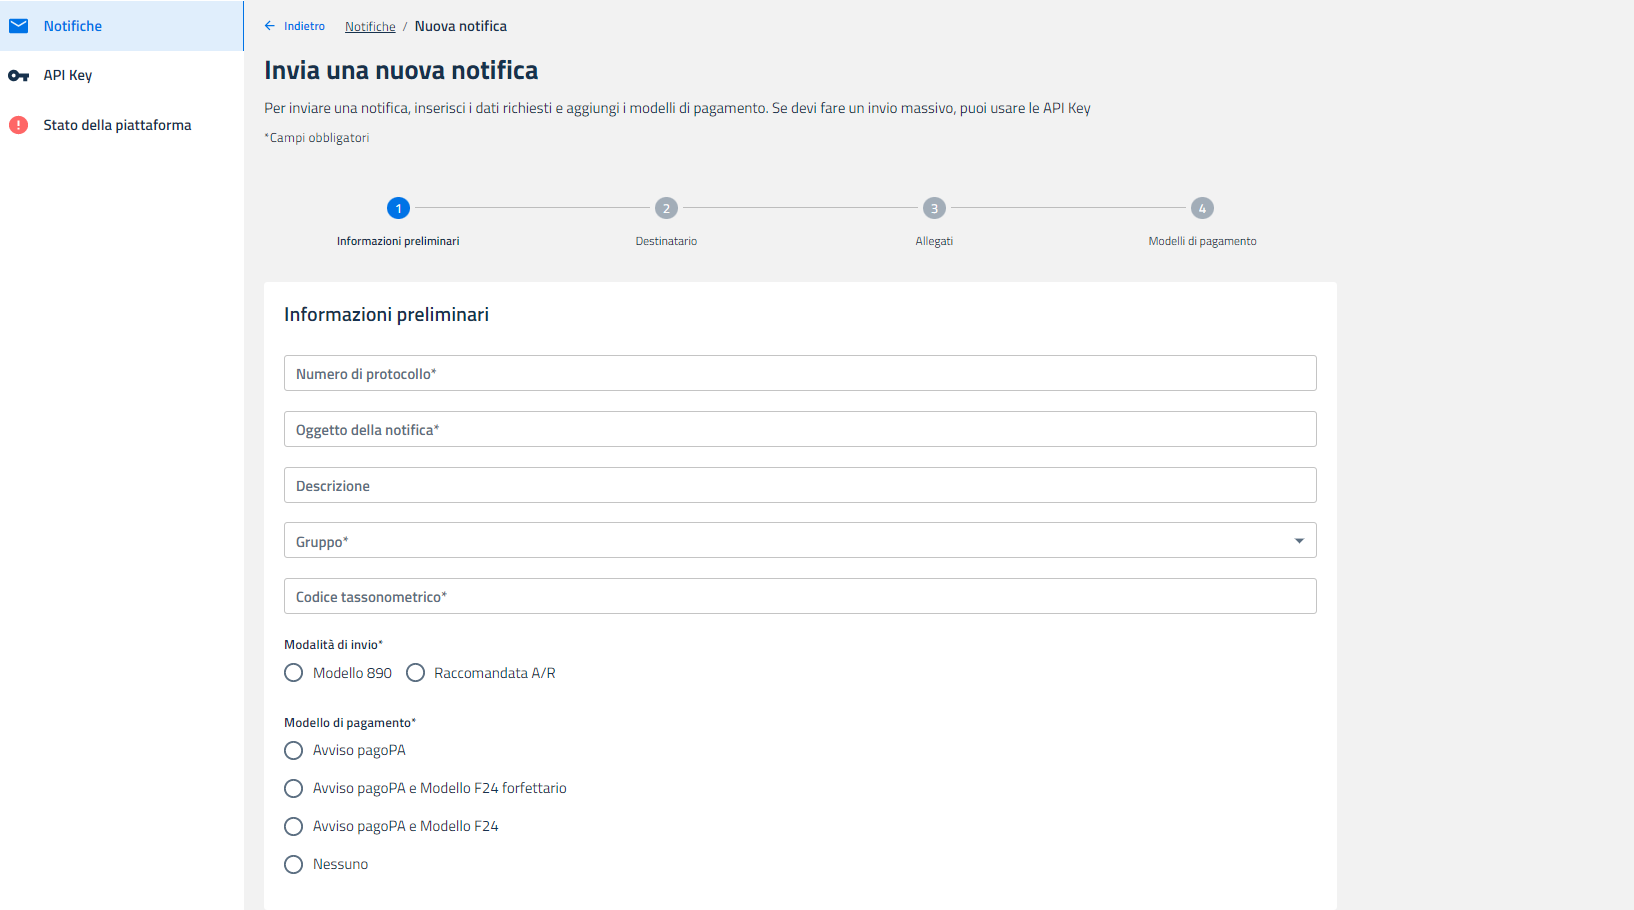 Notifiche
API Key
Stato della piattaforma
Indietro Notifiche / Nuova notifica
Invia una nuova notifica
Per inviare una notifica, inserisci i dati richiesti e aggiungi i modelli di pagamento. Se devi fare un invio massivo, puoi usare le API Key
*Campi obbligatori
1 2 3 4
Informazioni preliminari Destinatario Allegati Modelli di pagamento
Informazioni preliminari
Numero di protocollo*
Oggetto della notifica*
Descrizione
Gruppo*
Codice tassonometrico*
Modalità di invio*
Modello 890 Raccomandata A/R
Modello di pagamento*
Avviso pagoPA
Avviso pagoPA e Modello F24 forfettario
Avviso pagoPA e Modello F24
Nessuno